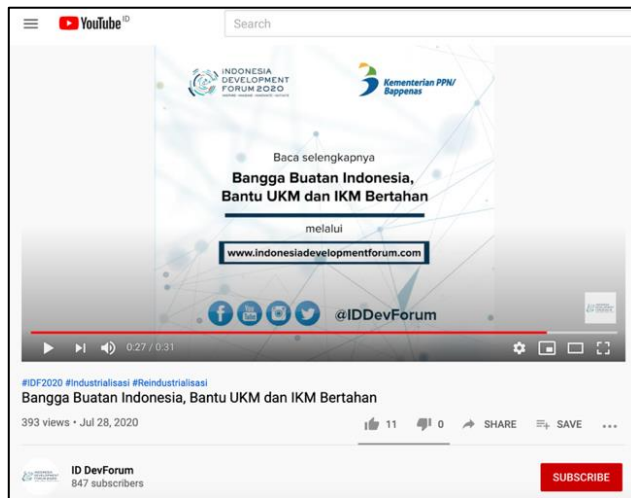 YouTube ID
Search
INDONESIA
DEVELOPMENT
FORUM 2020
Kementerian PPN/
Bappenas
Baca selengkapnya
Bangga Buatan Indonesia,
Bantu UKM dan IKM Bertahan
melalui
www.indonesiadevelopmentforum.com
@IDDevForum
0:27 / 0:31
#IDF2020 #Industrialisasi #Reindustrialisasi
Bangga Buatan Indonesia, Bantu UKM dan IKM Bertahan
393 views • Jul 28, 2020
11 0 SHARE SAVE
ID DevForum
847 subscribers
SUBSCRIBE